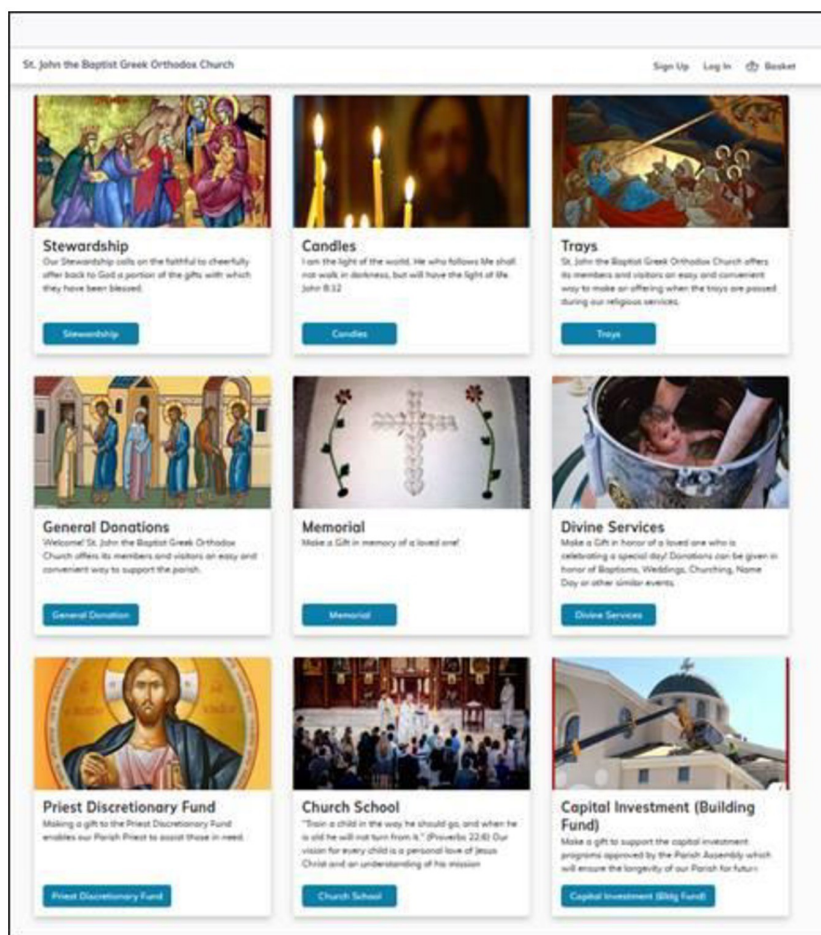 St. John the Baptist Greek Orthodox Church
Sign Up Log In Basket
Stewardship
Our Stewardship calls on the faithful to cheerfully
offer back to God a portion of the gifts with which
they have been blessed.
Stewardship
Candles
I am the light of the world. He who follows Me shall
not walk in darkness, but will have the light of life.
John 8:12
Candles
Trays
St. John the Baptist Greek Orthodox Church offers
its members and visitors an easy and convenient
way to make an offering when the trays are passed
during our religious services.
Trays
General Donations
Welcome! St. John the Baptist Greek Orthodox
Church offers its members and visitors an easy and
convenient way to support the parish.
General Donation
Memorial
Make a Gift in memory of a loved one!
Memorial
Divine Services
Make a Gift in honor of a loved one who is
celebrating a special day! Donations can be given in
honor of Baptisms, Weddings, Churching, Name
Day or other similar events.
Divine Services
Priest Discretionary Fund
Making a gift to the Priest Discretionary Fund
enables our Parish Priest to assist those in need.
Priest Discretionary Fund
Church School
"Train a child in the way he should go, and when he
is old he will not turn from it." (Proverbs 22:6) Our
vision for every child is a personal love of Jesus
Christ and an understanding of his mission
Church School
Capital Investment (Building
Fund)
Make a gift to support the capital investment
programs approved by the Parish Assembly which
will ensure the longevity of our Parish for future
Capital Investment (Bldg Fund)